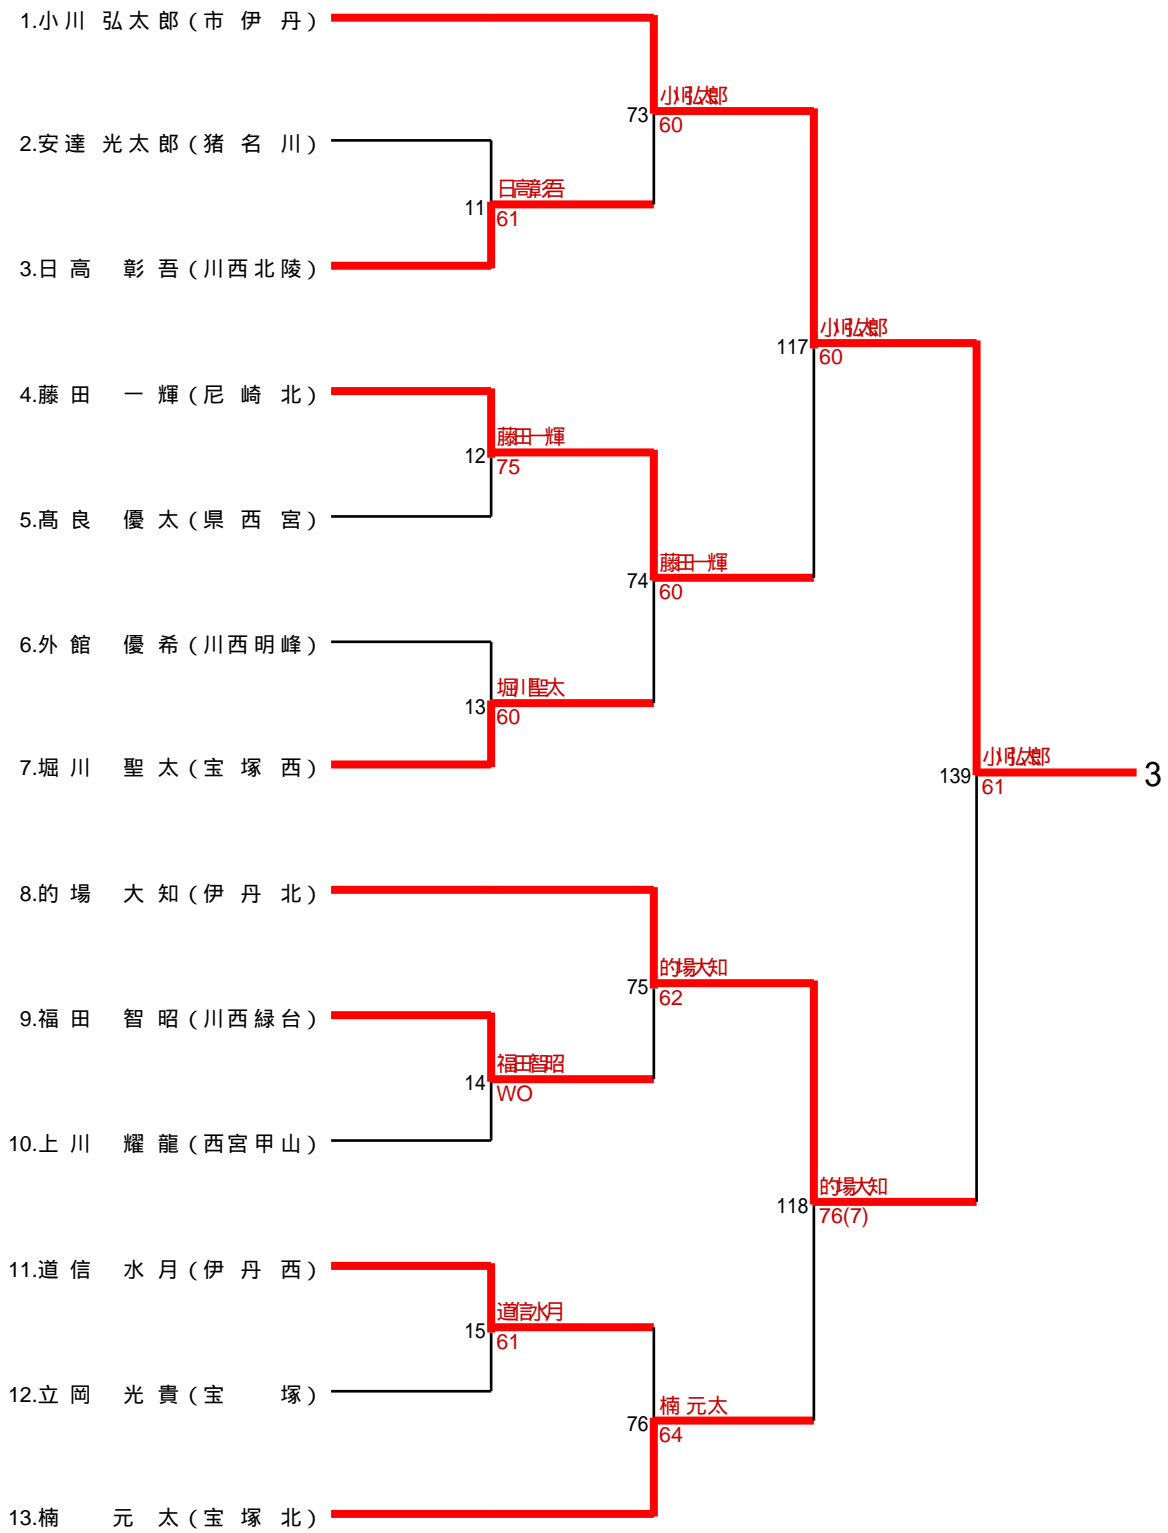 1.小川 弘太郎(市伊丹)
小川弘太郎
73
60
2.安達 光太郎(猪名川)
日高彰吾
11
61
3.日高 彰吾(川西北陵)
小川弘太郎
117
60
4.藤田 一輝(尼崎北)
藤田一輝
12
75
5.髙良 優太(県西宮)
藤田一輝
74
60
6.外館 優希(川西明峰)
堀川聖太
13
60
7.堀川 聖太(宝塚西)
小川弘太郎
139
3
61
8.的場 大知(伊丹北)
的場大知
75
62
9.福田 智昭(川西緑台)
福田智昭
14
WO
10.上川 耀龍(西宮甲山)
的場大知
118
76(7)
11.道信 水月(伊丹西)
道信水月
15
61
12.立岡 光貴(宝塚)
楠 元太
76
64
13.楠 元太(宝塚北)